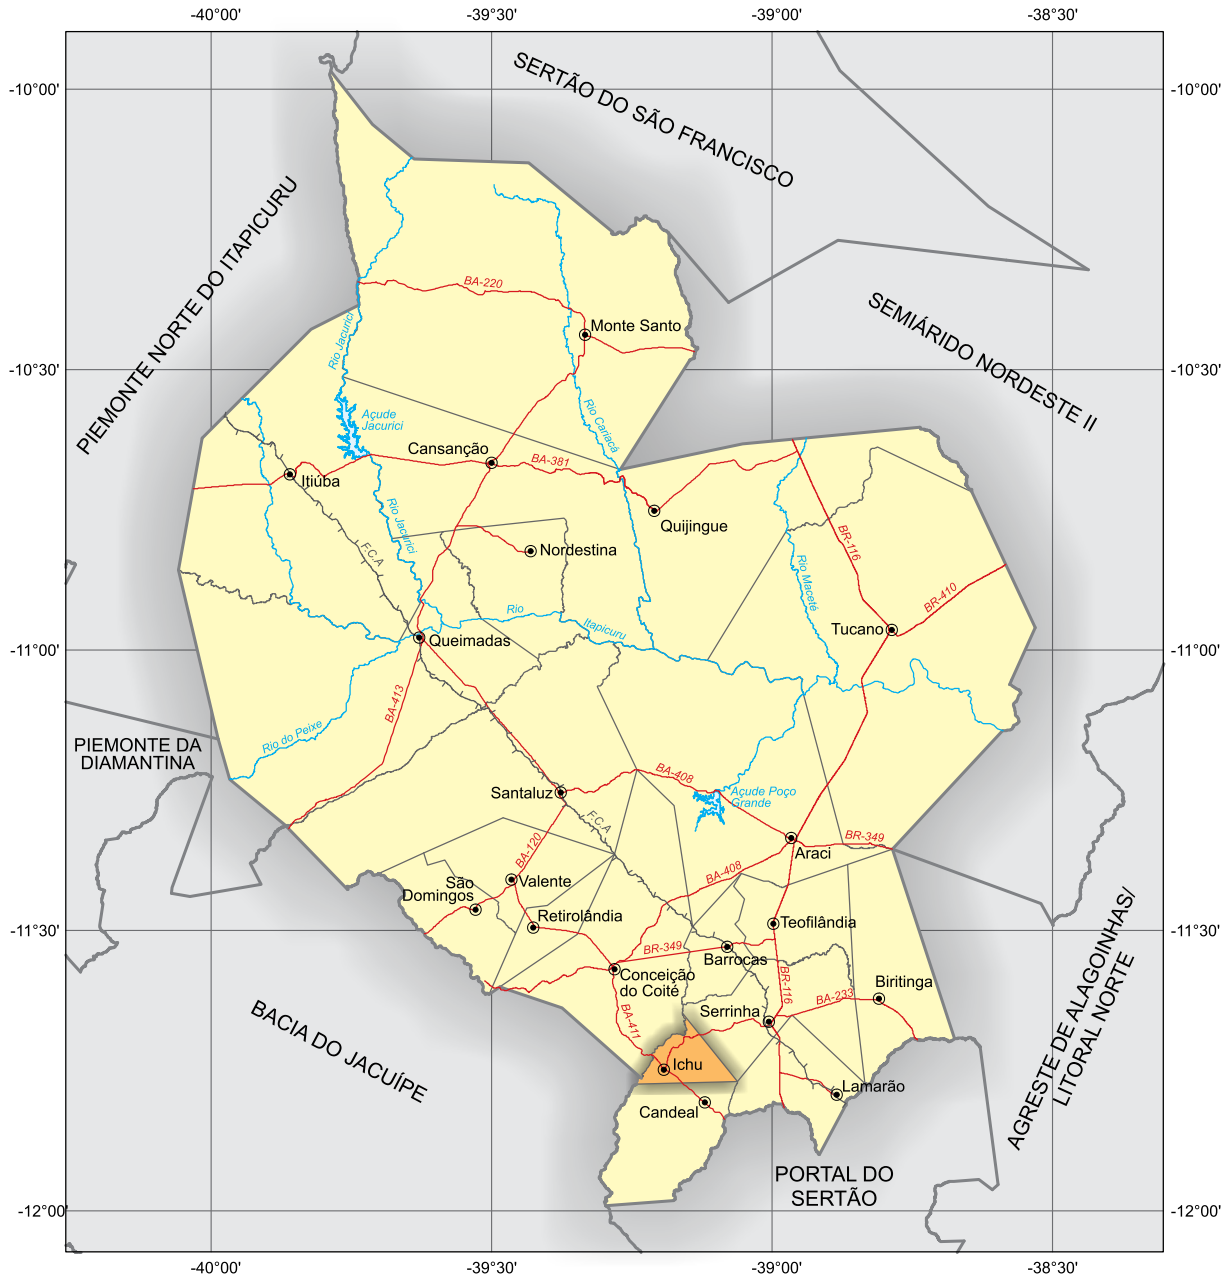 -40°00'
-39°30'
-39°00'
-38°30'
-10°00'
-10°00'
SERTÃO DO SÃO FRANCISCO
PIEMONTE NORTE DO ITAPICURU
BA-220
SEMIÁRIDO NORDESTE II
Rio Jacurici
Monte Santo
-10°30'
-10°30'
Açude
Jacurici
Rio Cariacá
Cansanção
BA-381
Itiúba
Quijingue
Rio Jacurici
F.C.A
Nordestina
BR-116
Rio Maceté
BR-410
Rio
Itapicuru
Tucano
Queimadas
-11°00'
-11°00'
BA-413
Rio do Peixe
PIEMONTE DA
DIAMANTINA
BA-408
Santaluz
Açude Poço
Grande
F.C.A
BR-349
Araci
BA-120
BA-408
Valente
São
Domingos
Retirolândia
Teofilândia
-11°30'
-11°30'
BR-349
Barrocas
Conceição
do Coité
BR-116
Biritinga
BA-233
Serrinha
BA-411
AGRESTE DE ALAGOINHAS/
LITORAL NORTE
BACIA DO JACUÍPE
Ichu
Lamarão
Candeal
PORTAL DO
SERTÃO
-12°00'
-12°00'
-40°00'
-39°30'
-39°00'
-38°30'